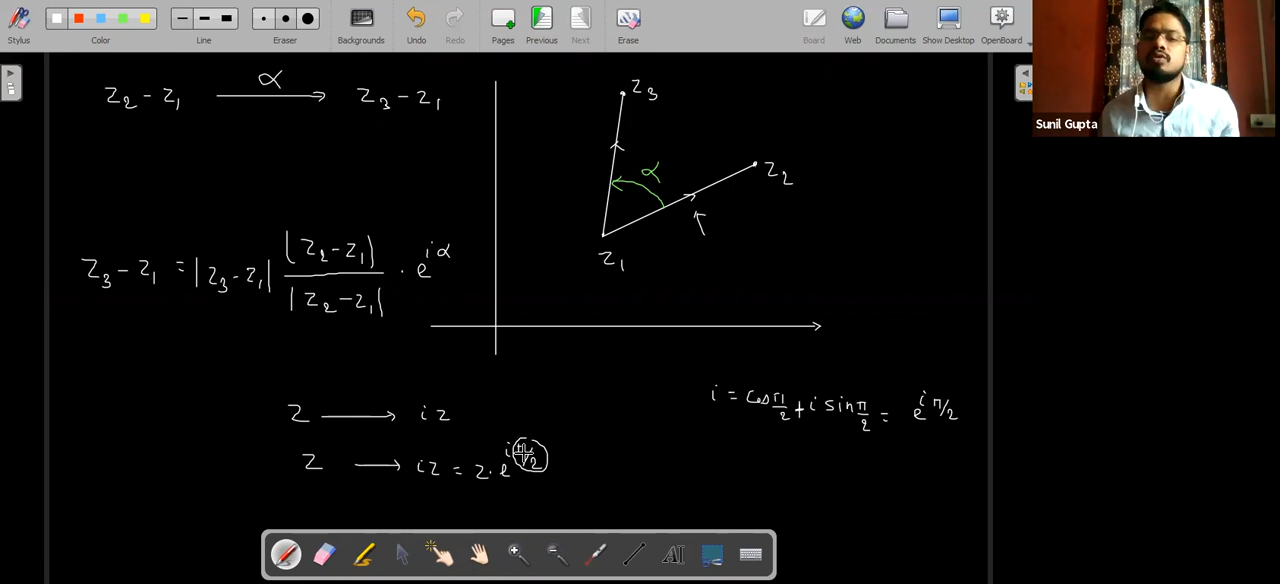 Stylus Color Line Eraser Backgrounds Undo Redo Pages Previous Next Erase Board Web Documents Show Desktop OpenBoard
Sunil Gupta
z₂ − z₁ ⟶ z₃ − z₁
α
z₃
α
z₂
z₁
z₃ − z₁ = |z₃ − z₁| (z₂ − z₁) / |z₂ − z₁| · e^{iα}
z ⟶ iz
i = cos π/2 + i sin π/2 = e^{i π/2}
z ⟶ iz = z · e^{i π/2}
AI